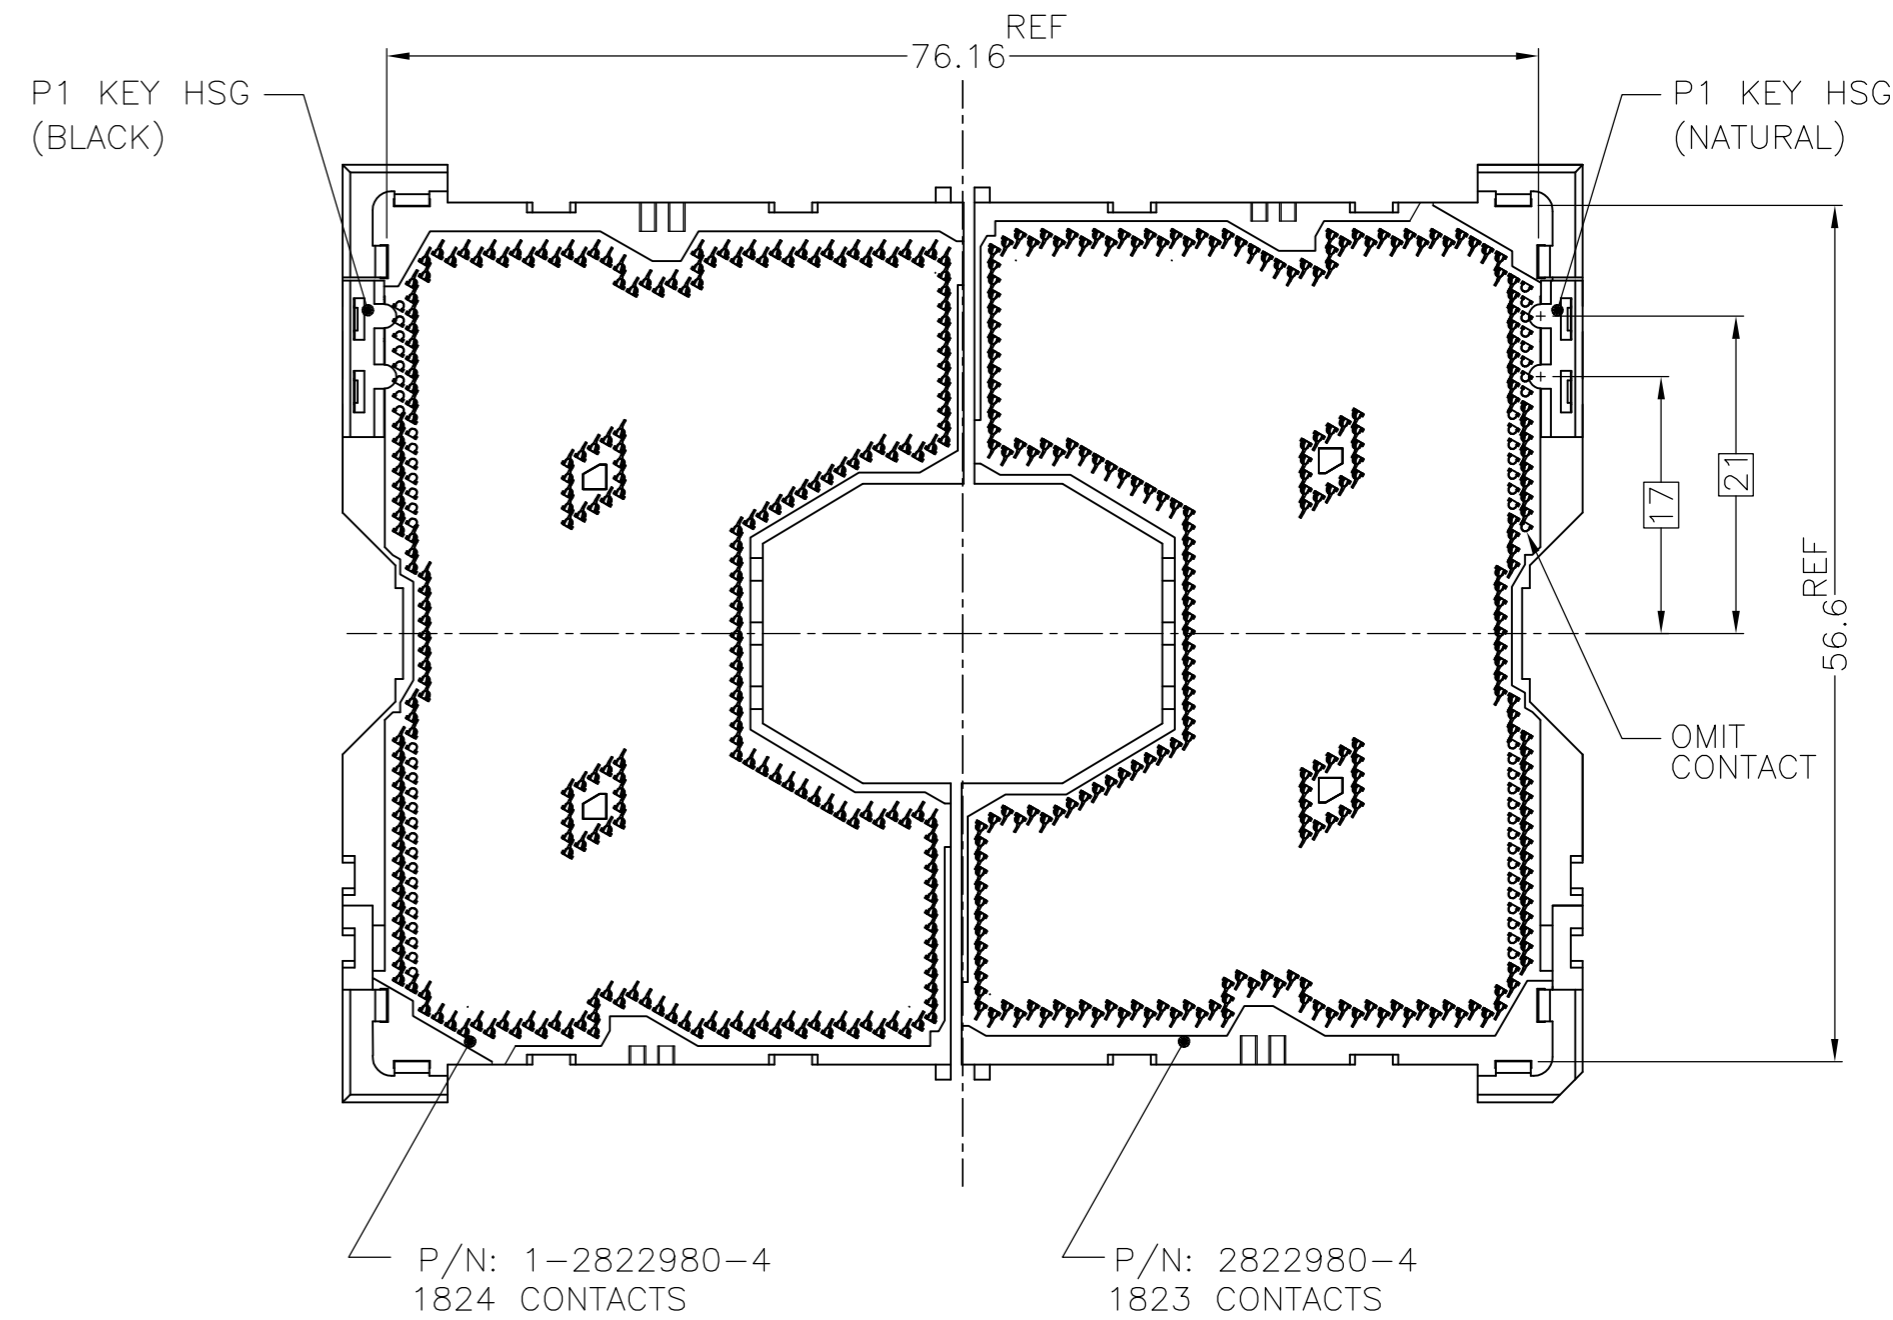 REF
76.16
P1 KEY HSG
(BLACK)
P1 KEY HSG
(NATURAL)
21
17
REF
56.6
OMIT
CONTACT
P/N: 1-2822980-4
1824 CONTACTS
P/N: 2822980-4
1823 CONTACTS